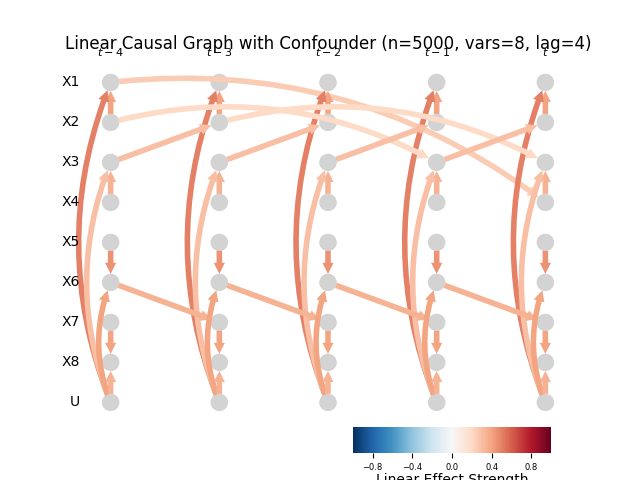 Linear Causal Graph with Confounder (n=5000, vars=8, lag=4)
t − 4 t − 3 t − 2 t − 1 t
X1
X2
X3
X4
X5
X6
X7
X8
U
−0.8 −0.4 0.0 0.4 0.8
Linear Effect Strength